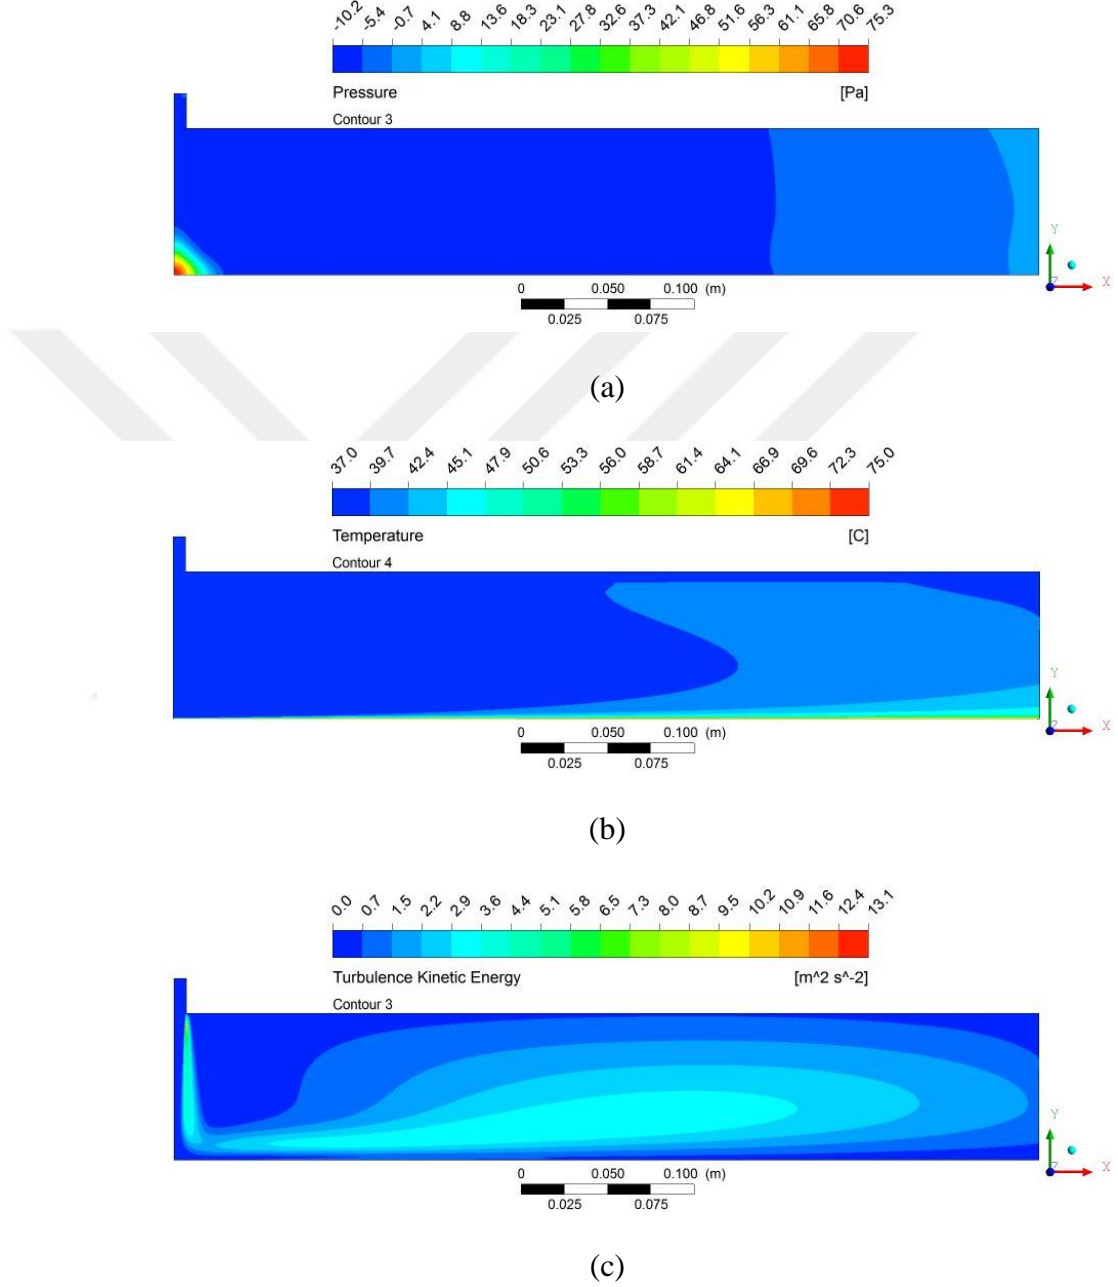 -10.2 -5.4 -0.7 4.1 8.8 13.6 18.3 23.1 27.8 32.6 37.3 42.1 46.8 51.6 56.3 61.1 65.8 70.6 75.3
Pressure [Pa]
Contour 3
Y
Z X
0 0.050 0.100 (m)
0.025 0.075
(a)
37.0 39.7 42.4 45.1 47.9 50.6 53.3 56.0 58.7 61.4 64.1 66.9 69.6 72.3 75.0
Temperature [C]
Contour 4
Y
Z X
0 0.050 0.100 (m)
0.025 0.075
(b)
0.0 0.7 1.5 2.2 2.9 3.6 4.4 5.1 5.8 6.5 7.3 8.0 8.7 9.5 10.2 10.9 11.6 12.4 13.1
Turbulence Kinetic Energy [m^2 s^-2]
Contour 3
Y
Z X
0 0.050 0.100 (m)
0.025 0.075
(c)